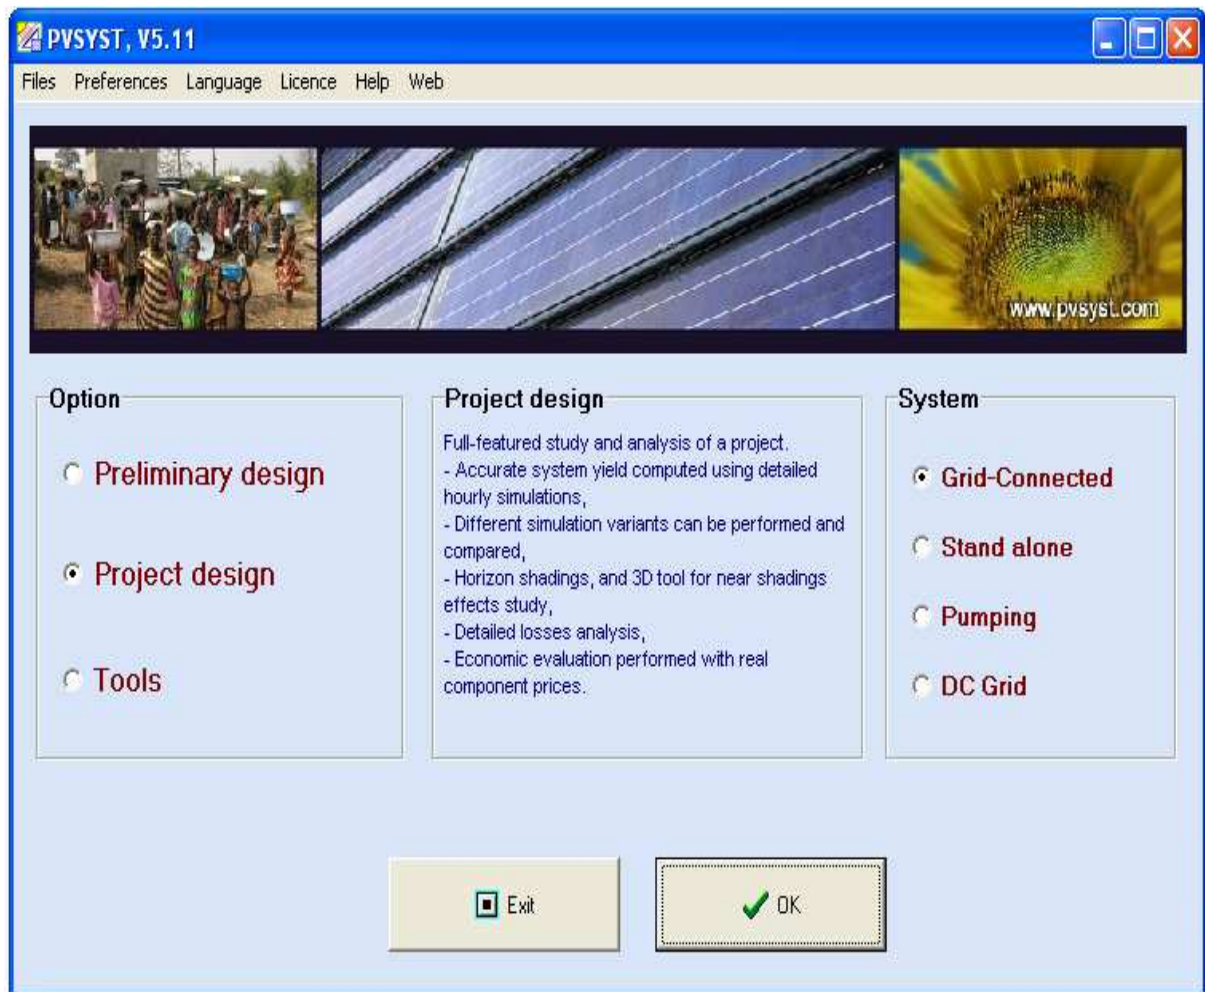 PVSYST, V5.11
Files Preferences Language Licence Help Web
www.pvsyst.com
Option
Preliminary design
Project design
Tools
Project design
Full-featured study and analysis of a project.
- Accurate system yield computed using detailed
hourly simulations,
- Different simulation variants can be performed and
compared,
- Horizon shadings, and 3D tool for near shadings
effects study,
- Detailed losses analysis,
- Economic evaluation performed with real
component prices.
System
Grid-Connected
Stand alone
Pumping
DC Grid
Exit
OK